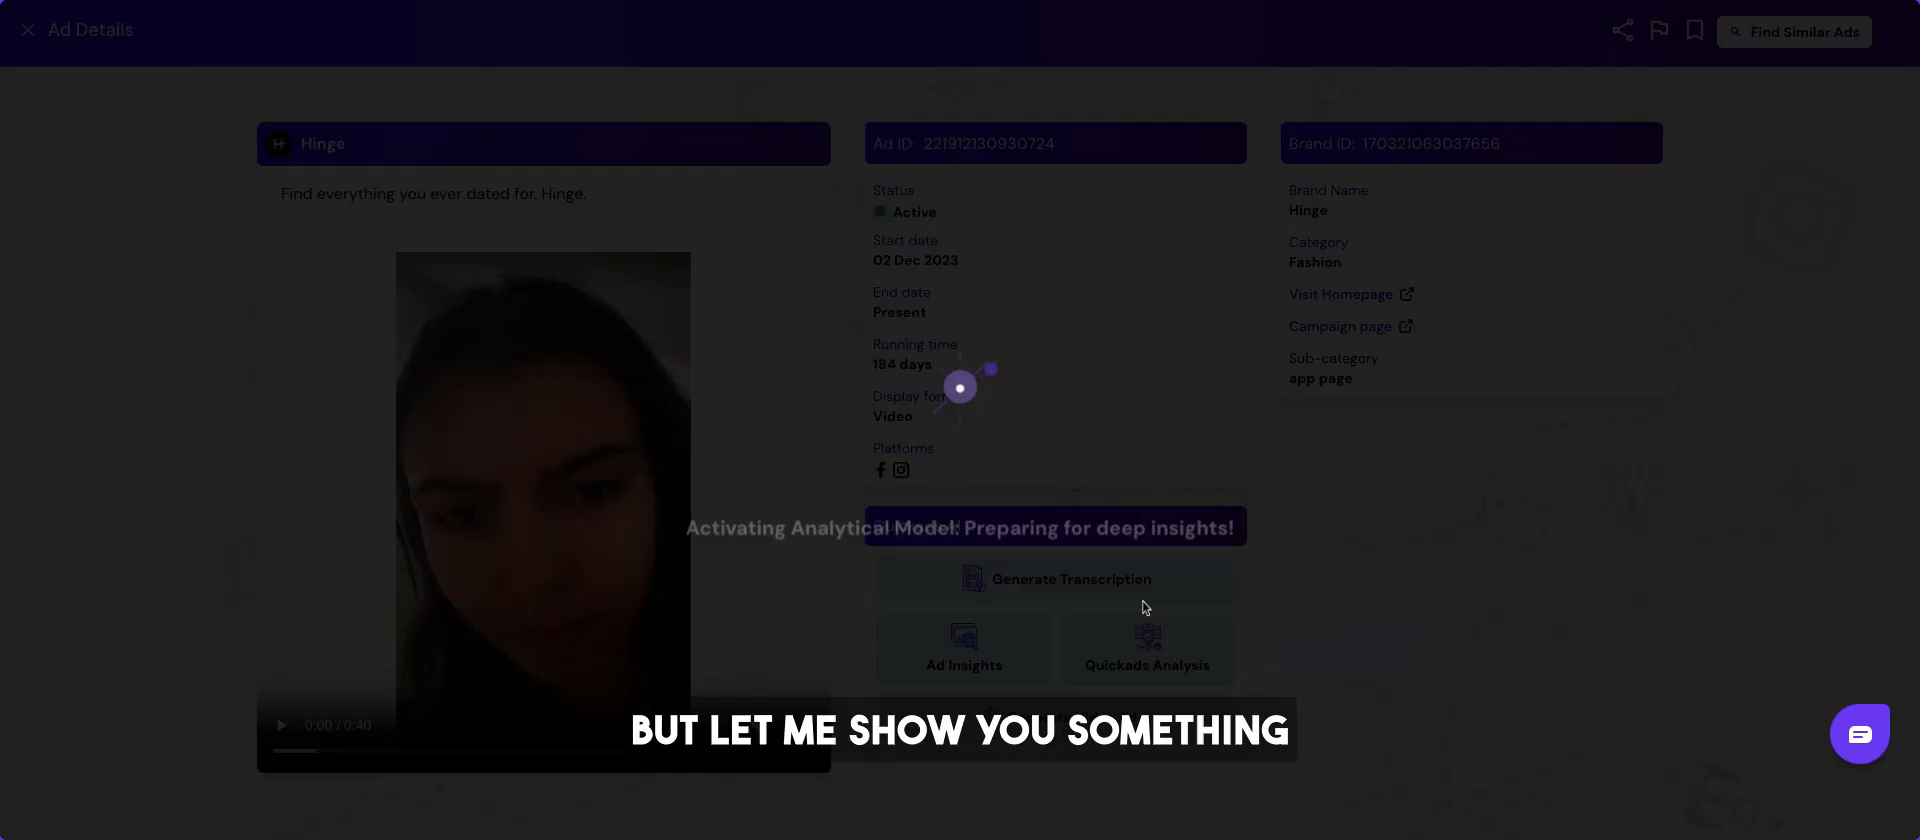 Ad Details
Find Similar Ads
Hinge
Find everything you ever dated for. Hinge.
0:00 / 0:40
Ad ID: 221912130930724
Status
Active
Start date
02 Dec 2023
End date
Present
Running time
184 days
Display for
Video
Platforms
Activating Analytical Model: Preparing for deep insights!
Generate Transcription
Ad Insights
Quickads Analysis
Brand ID: 170321063037656
Brand Name
Hinge
Category
Fashion
Visit Homepage
Campaign page
Sub-category
app page
BUT LET ME SHOW YOU SOMETHING